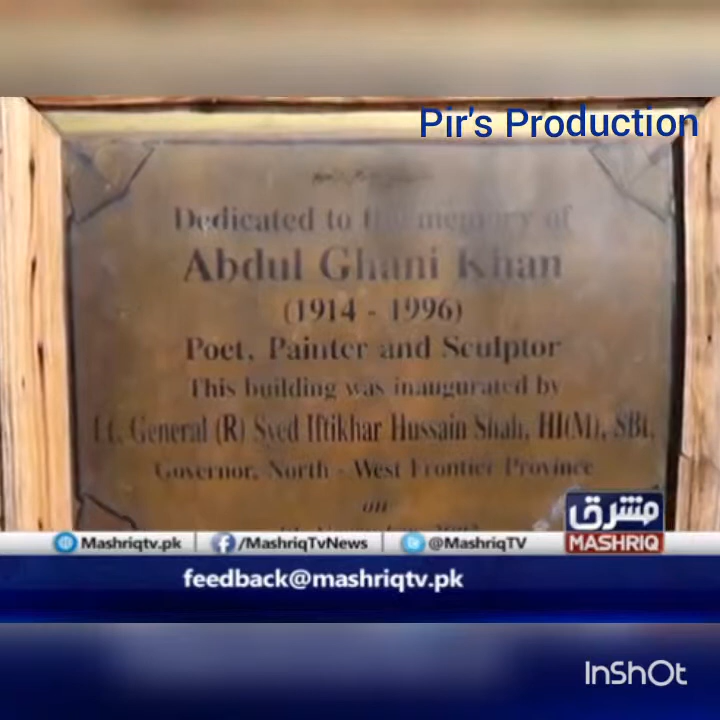 Pir's Production
Dedicated to the memory of
Abdul Ghani Khan
(1914 - 1996)
Poet, Painter and Sculptor
This building was inaugurated by
Lt. General (R) Syed Iftikhar Hussain Shah, HI(M), SBt,
Governor, North - West Frontier Province
on
مشرق
MASHRIQ
Mashriqtv.pk | /MashriqTvNews | @MashriqTV
feedback@mashriqtv.pk
InShOt